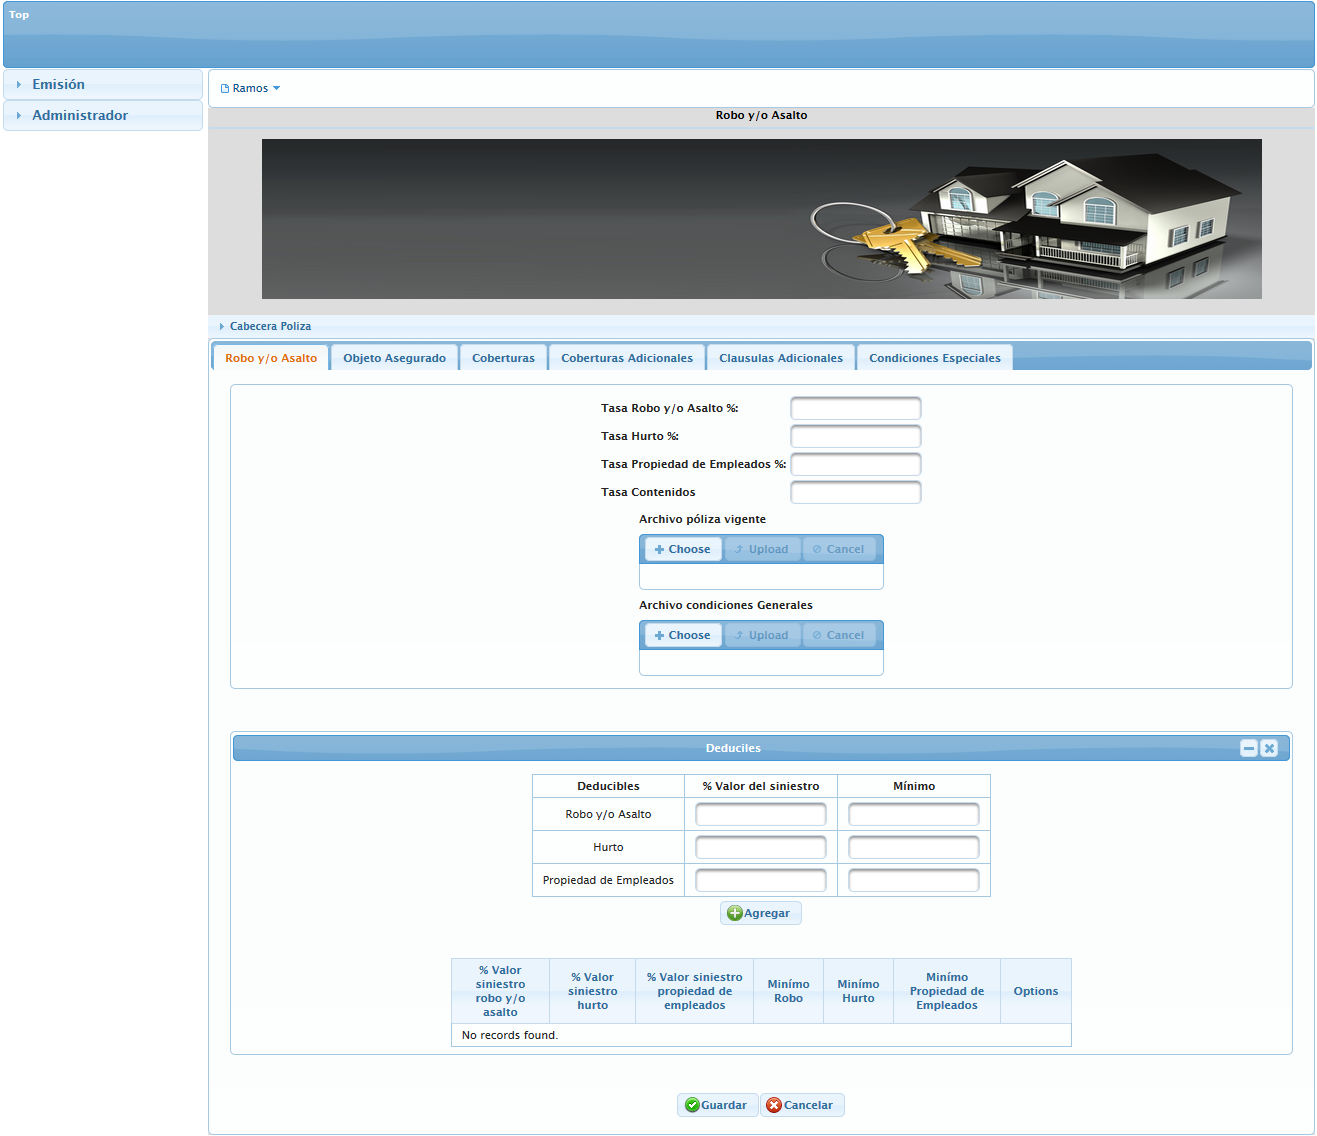 Top
Emisión
Administrador
Ramos
Robo y/o Asalto
Cabecera Poliza
Robo y/o Asalto
Objeto Asegurado
Coberturas
Coberturas Adicionales
Clausulas Adicionales
Condiciones Especiales
Tasa Robo y/o Asalto %:
Tasa Hurto %:
Tasa Propiedad de Empleados %:
Tasa Contenidos
Archivo póliza vigente
Choose Upload Cancel
Archivo condiciones Generales
Choose Upload Cancel
Deduciles
Deducibles % Valor del siniestro Mínimo
Robo y/o Asalto
Hurto
Propiedad de Empleados
Agregar
% Valor
siniestro
robo y/o
asalto
% Valor
siniestro
hurto
% Valor siniestro
propiedad de
empleados
Minímo
Robo
Minímo
Hurto
Minímo
Propiedad de
Empleados
Options
No records found.
Guardar Cancelar